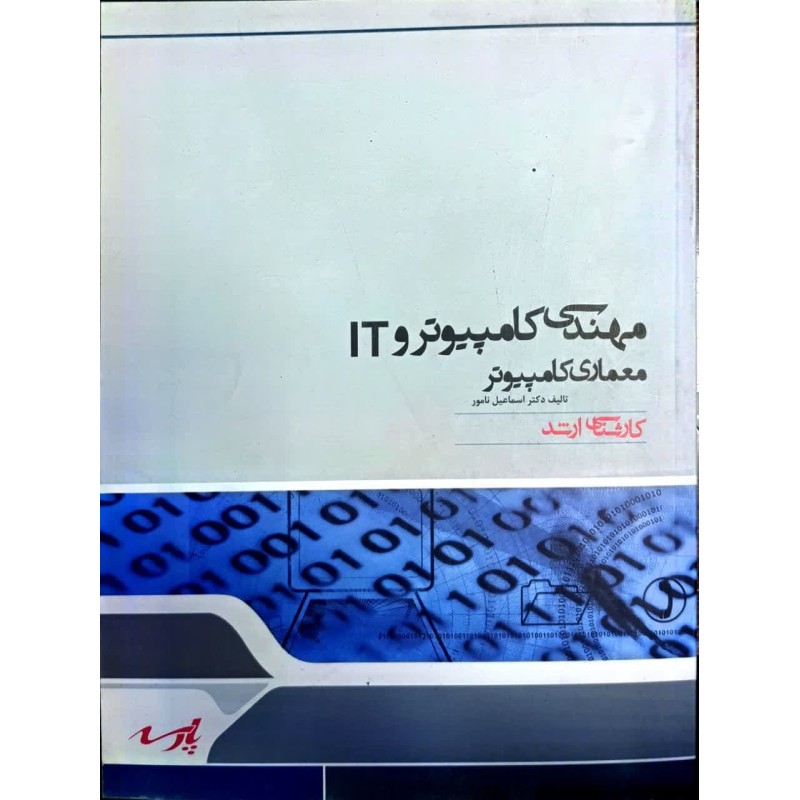 مهندسی کامپیوتر و IT
معماری کامپیوتر
تالیف دکتر اسماعیل نامور
کارشناسی ارشد
پارسه